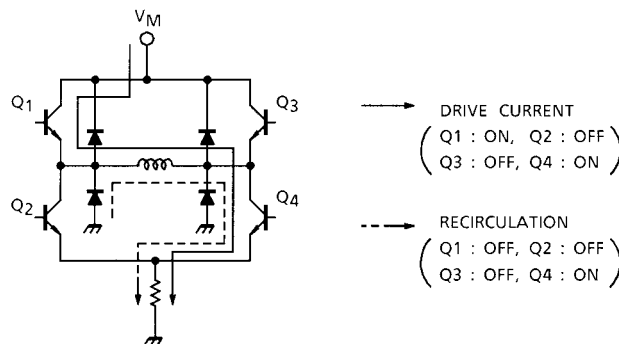 VM
Q1
Q3
Q2
Q4
DRIVE CURRENT
( Q1 : ON, Q2 : OFF
Q3 : OFF, Q4 : ON )
RECIRCULATION
( Q1 : OFF, Q2 : OFF
Q3 : OFF, Q4 : ON )